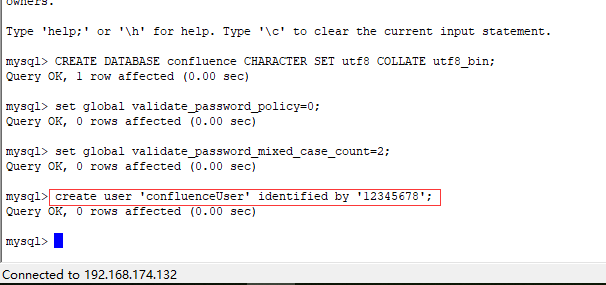 owners.
Type 'help;' or '\h' for help. Type '\c' to clear the current input statement.
mysql> CREATE DATABASE confluence CHARACTER SET utf8 COLLATE utf8_bin;
Query OK, 1 row affected (0.00 sec)
mysql> set global validate_password_policy=0;
Query OK, 0 rows affected (0.00 sec)
mysql> set global validate_password_mixed_case_count=2;
Query OK, 0 rows affected (0.00 sec)
mysql> create user 'confluenceUser' identified by '12345678';
Query OK, 0 rows affected (0.00 sec)
mysql>
Connected to 192.168.174.132